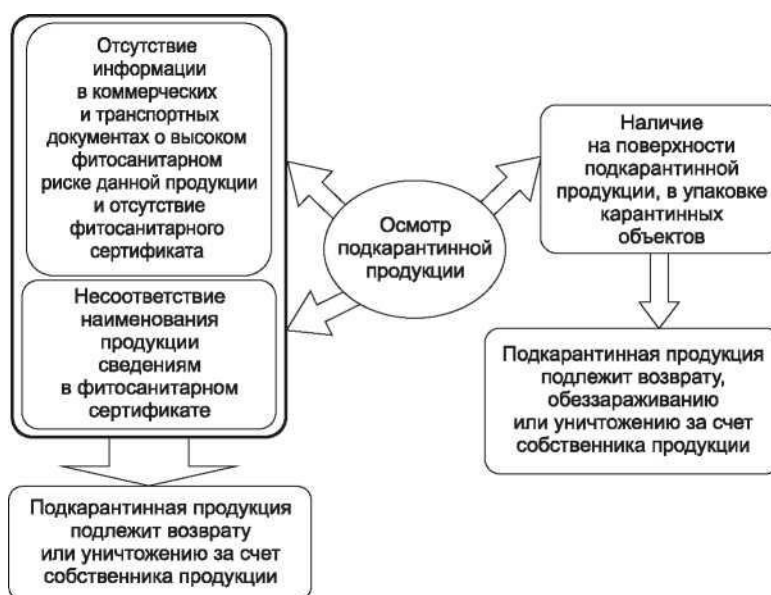 Отсутствие
информации
в коммерческих
и транспортных
документах о высоком
фитосанитарном
риске данной продукции
и отсутствие
фитосанитарного
сертификата
Несоответствие
наименования
продукции
сведениям
в фитосанитарном
сертификате
Подкарантинная продукция
подлежит возврату
или уничтожению за счет
собственника продукции
Осмотр
подкарантинной
продукции
Наличие
на поверхности
подкарантинной
продукции, в упаковке
карантинных
объектов
Подкарантинная продукция
подлежит возврату,
обеззараживанию
или уничтожению за счет
собственника продукции